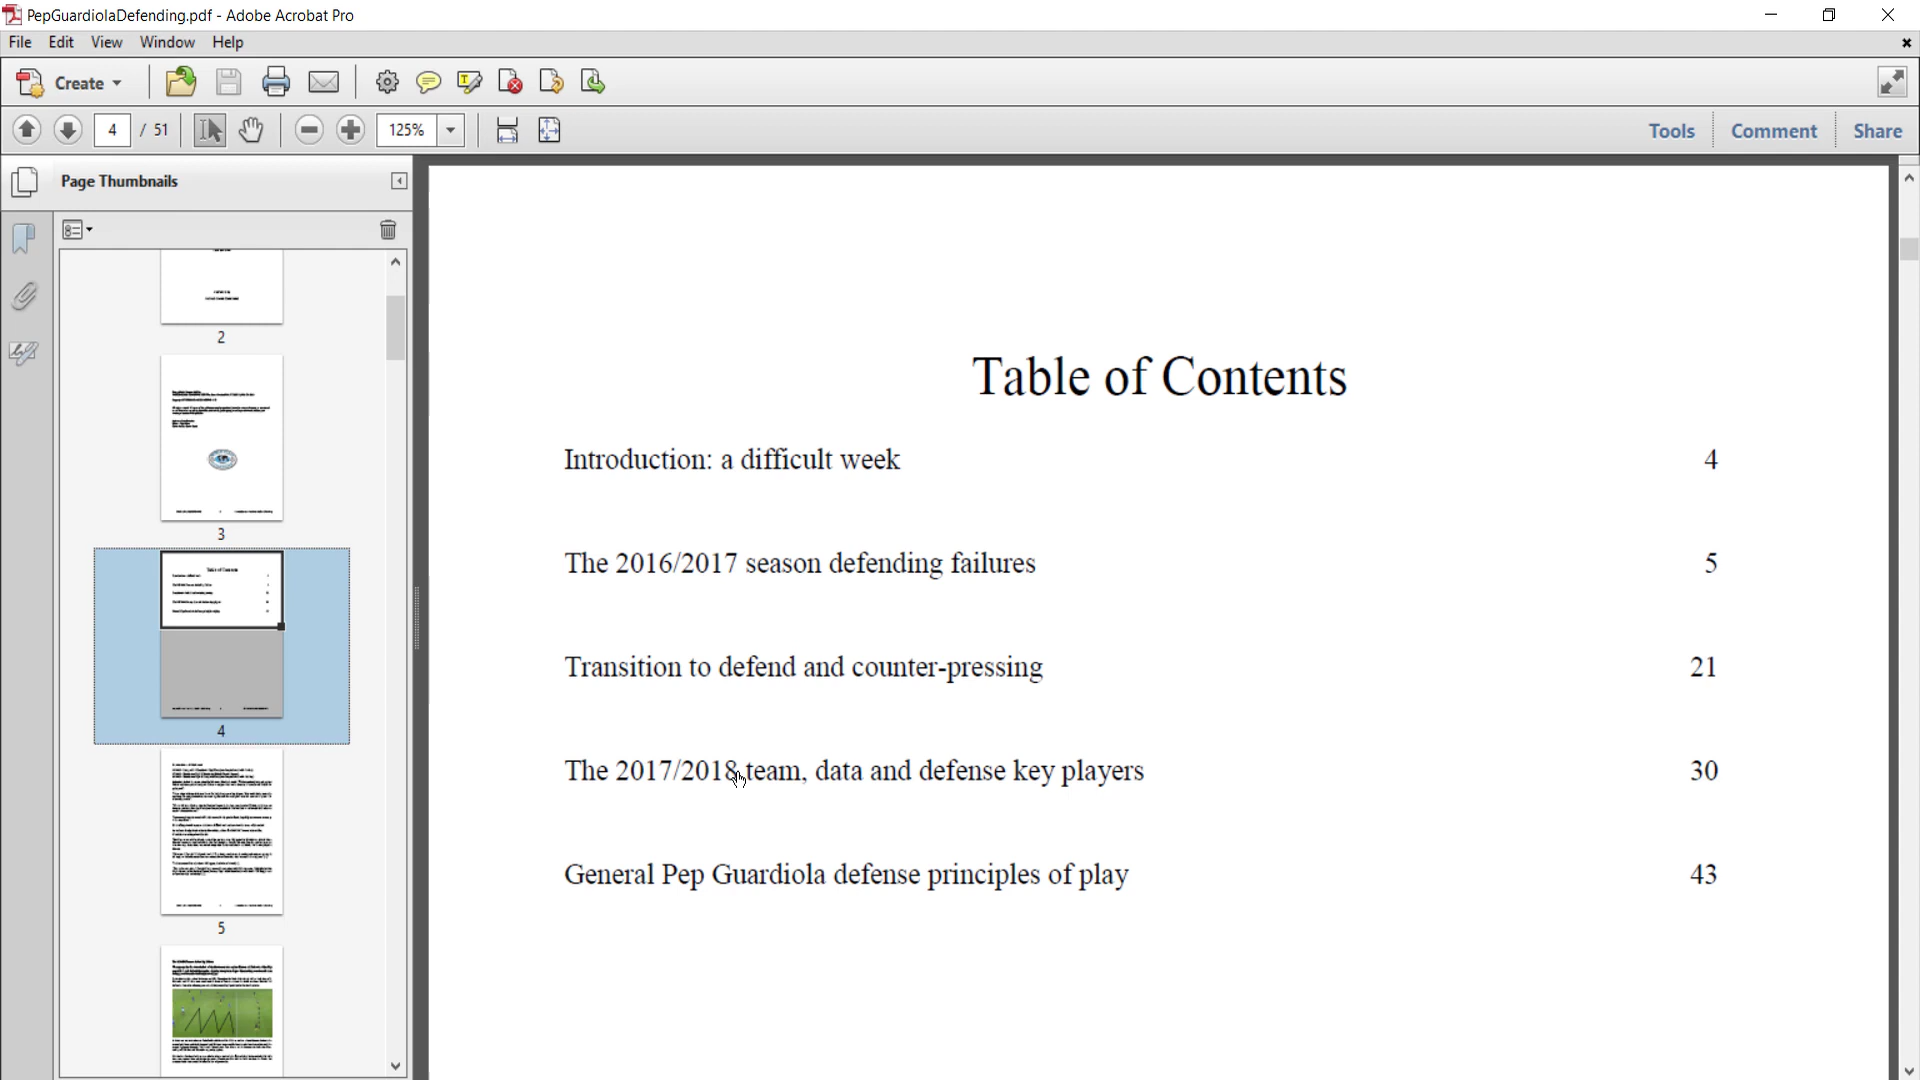 PepGuardiolaDefending.pdf - Adobe Acrobat Pro
File Edit View Window Help
Create
4 / 51 125% Tools Comment Share
Page Thumbnails
2
3
4
5
Table of Contents
Introduction: a difficult week 4
The 2016/2017 season defending failures 5
Transition to defend and counter-pressing 21
The 2017/2018 team, data and defense key players 30
General Pep Guardiola defense principles of play 43